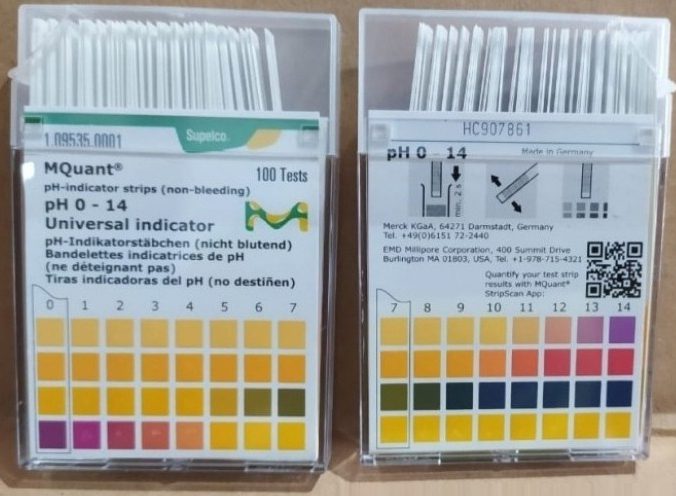 1.09535.0001
Supelco
MQuant®
100 Tests
pH-indicator strips (non-bleeding)
pH 0 - 14
Universal indicator
pH-Indikatorstäbchen (nicht blutend)
Bandelettes indicatrices de pH
(ne déteignant pas)
Tiras indicadoras del pH (no destiñen)
0 1 2 3 4 5 6 7
HC907861
pH 0 - 14
Made in Germany
min. 2 s
Merck KGaA, 64271 Darmstadt, Germany
Tel. +49(0)6151 72-2440
EMD Millipore Corporation, 400 Summit Drive
Burlington MA 01803, USA, Tel. +1-978-715-4321
Quantify your test strip
results with MQuant®
StripScan App:
7 8 9 10 11 12 13 14